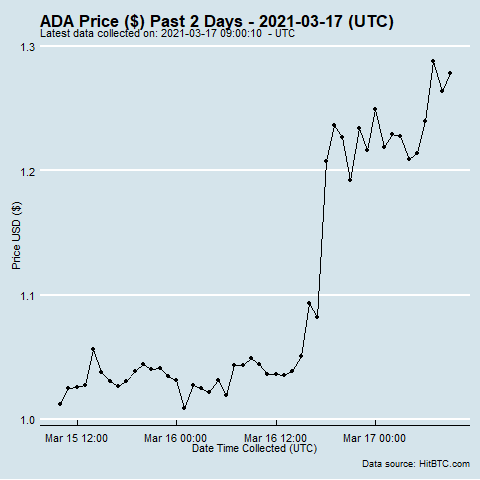 ADA Price ($) Past 2 Days - 2021-03-17 (UTC)
Latest data collected on: 2021-03-17 09:00:10 - UTC
1.3
1.2
1.1
1.0
Price USD ($)
Mar 15 12:00 Mar 16 00:00 Mar 16 12:00 Mar 17 00:00
Date Time Collected (UTC)
Data source: HitBTC.com